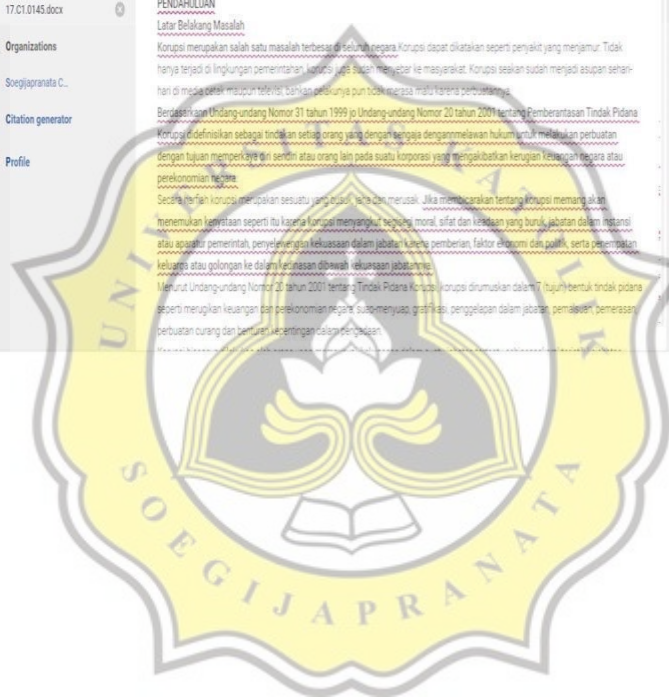 17.C1.0145.docx
Organizations
Soegijapranata C...
Citation generator
Profile
PENDAHULUAN
Latar Belakang Masalah
Korupsi merupakan salah satu masalah terbesar di seluruh negara.Korupsi dapat dikatakan seperti penyakit yang menjamur. Tidak
hanya terjadi di lingkungan pemerintahan, korupsi juga sudah menyebar ke masyarakat. Korupsi seakan sudah menjadi asupan sehari-
hari di media cetak maupun televisi, bahkan pelakunya pun tidak merasa malu karena perbuatannya.
Berdasarkann Undang-undang Nomor 31 tahun 1999 jo Undang-undang Nomor 20 tahun 2001 tentang Pemberantasan Tindak Pidana
Korupsi didefinisikan sebagai tindakan setiap orang yang dengan sengaja dengannmelawan hukum untuk melakukan perbuatan
dengan tujuan memperkaya diri sendiri atau orang lain pada suatu korporasi yang mengakibatkan kerugian keuangan negara atau
perekonomian negara.
Secara harfiah korupsi merupakan sesuatu yang busuk, jahat dan merusak. Jika membicarakan tentang korupsi memang akan
menemukan kenyataan seperti itu karena korupsi menyangkut segisegi moral, sifat dan keadaan yang buruk, jabatan dalam instansi
atau aparatur pemerintah, penyelewengan kekuasaan dalam jabatan karena pemberian, faktor ekonomi dan politik, serta penempatan
keluarga atau golongan ke dalam kedinasan dibawah kekuasaan jabatannya.
Menurut Undang-undang Nomor 20 tahun 2001 tentang Tindak Pidana Korupsi, korupsi dirumuskan dalam 7 (tujuh) bentuk tindak pidana
seperti merugikan keuangan dan perekonomian negara, suap-menyuap, gratifikasi, penggelapan dalam jabatan, pemalsuan, pemerasan,
perbuatan curang dan benturan kepentingan dalam pengadaan.
UNIVERSITAS KATOLIK
SOEGIJAPRANATA